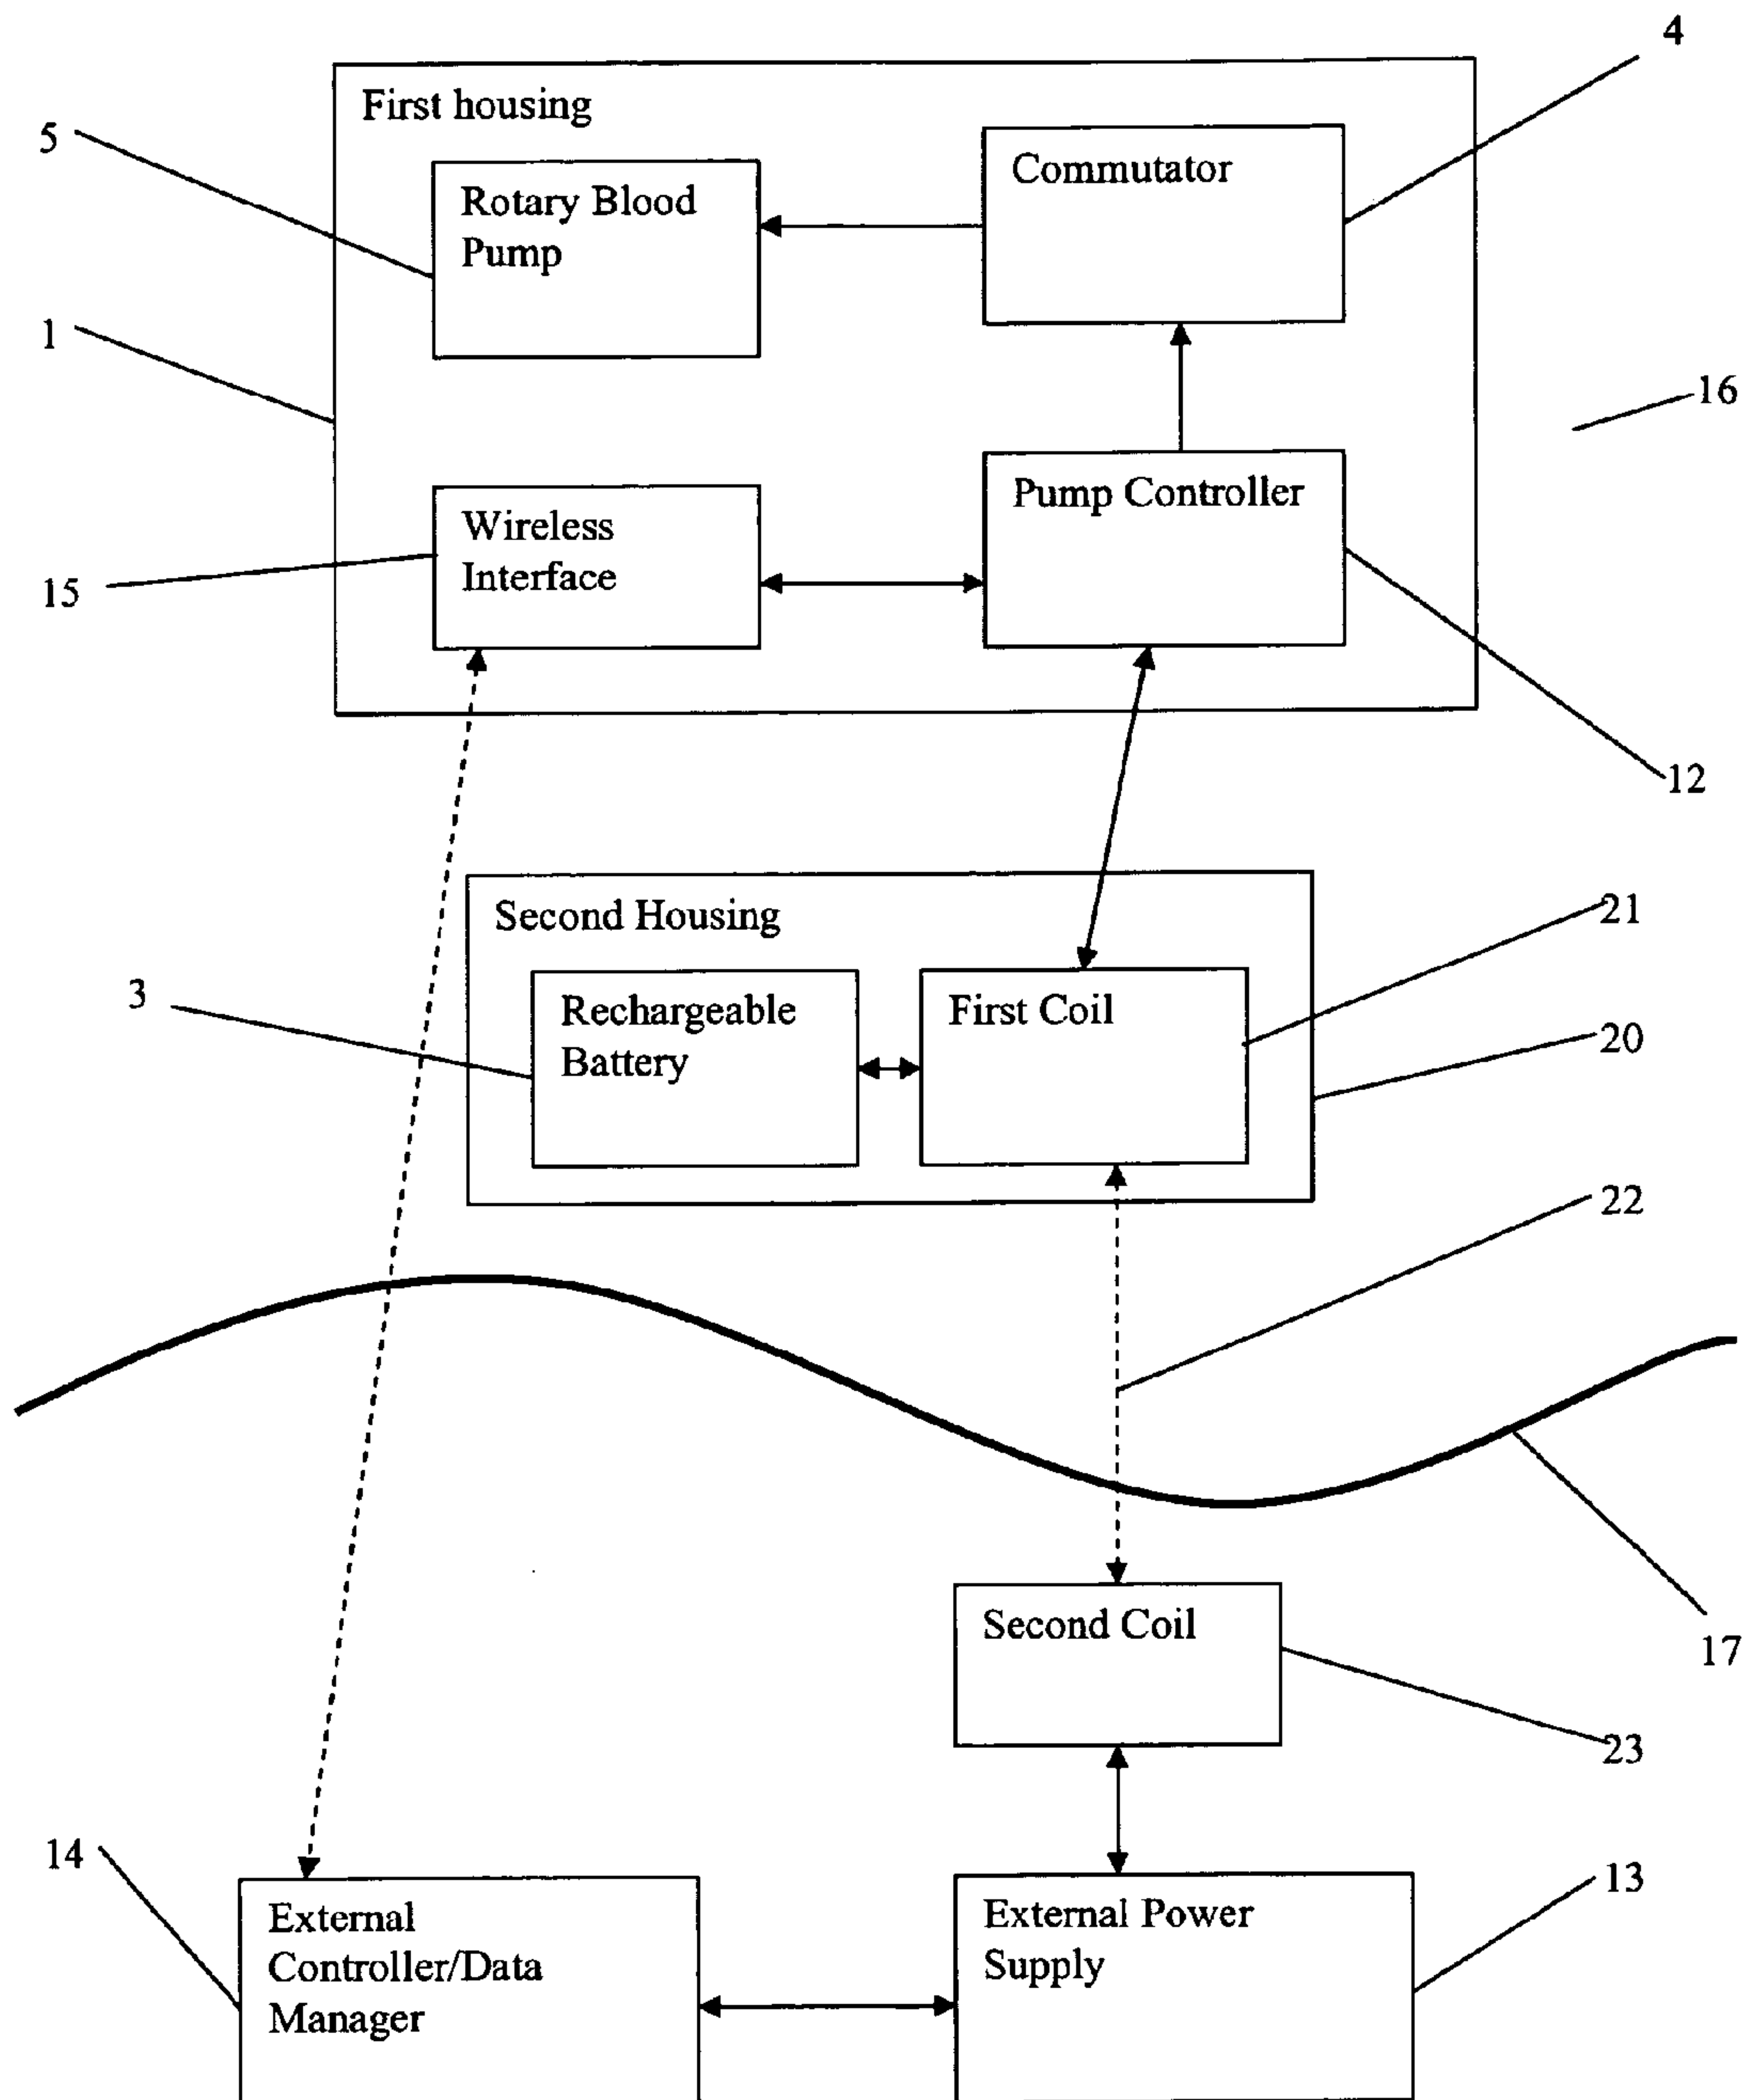 4
First housing
5
Commutator
Rotary Blood
Pump
1
16
Pump Controller
Wireless
Interface
15
12
Second Housing
21
3
Rechargeable
Battery
First Coil
20
22
Second Coil
17
23
14
External
Controller/Data
Manager
External Power
Supply
13